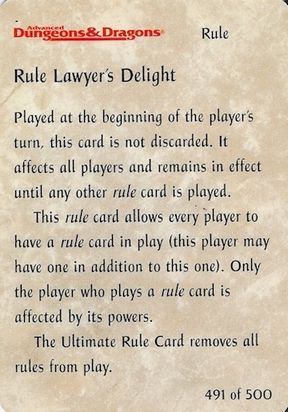 Advanced
Dungeons & Dragons®
Rule
Rule Lawyer's Delight
Played at the beginning of the player's
turn, this card is not discarded. It
affects all players and remains in effect
until any other rule card is played.
This rule card allows every player to
have a rule card in play (this player may
have one in addition to this one). Only
the player who plays a rule card is
affected by its powers.
The Ultimate Rule Card removes all
rules from play.
491 of 500